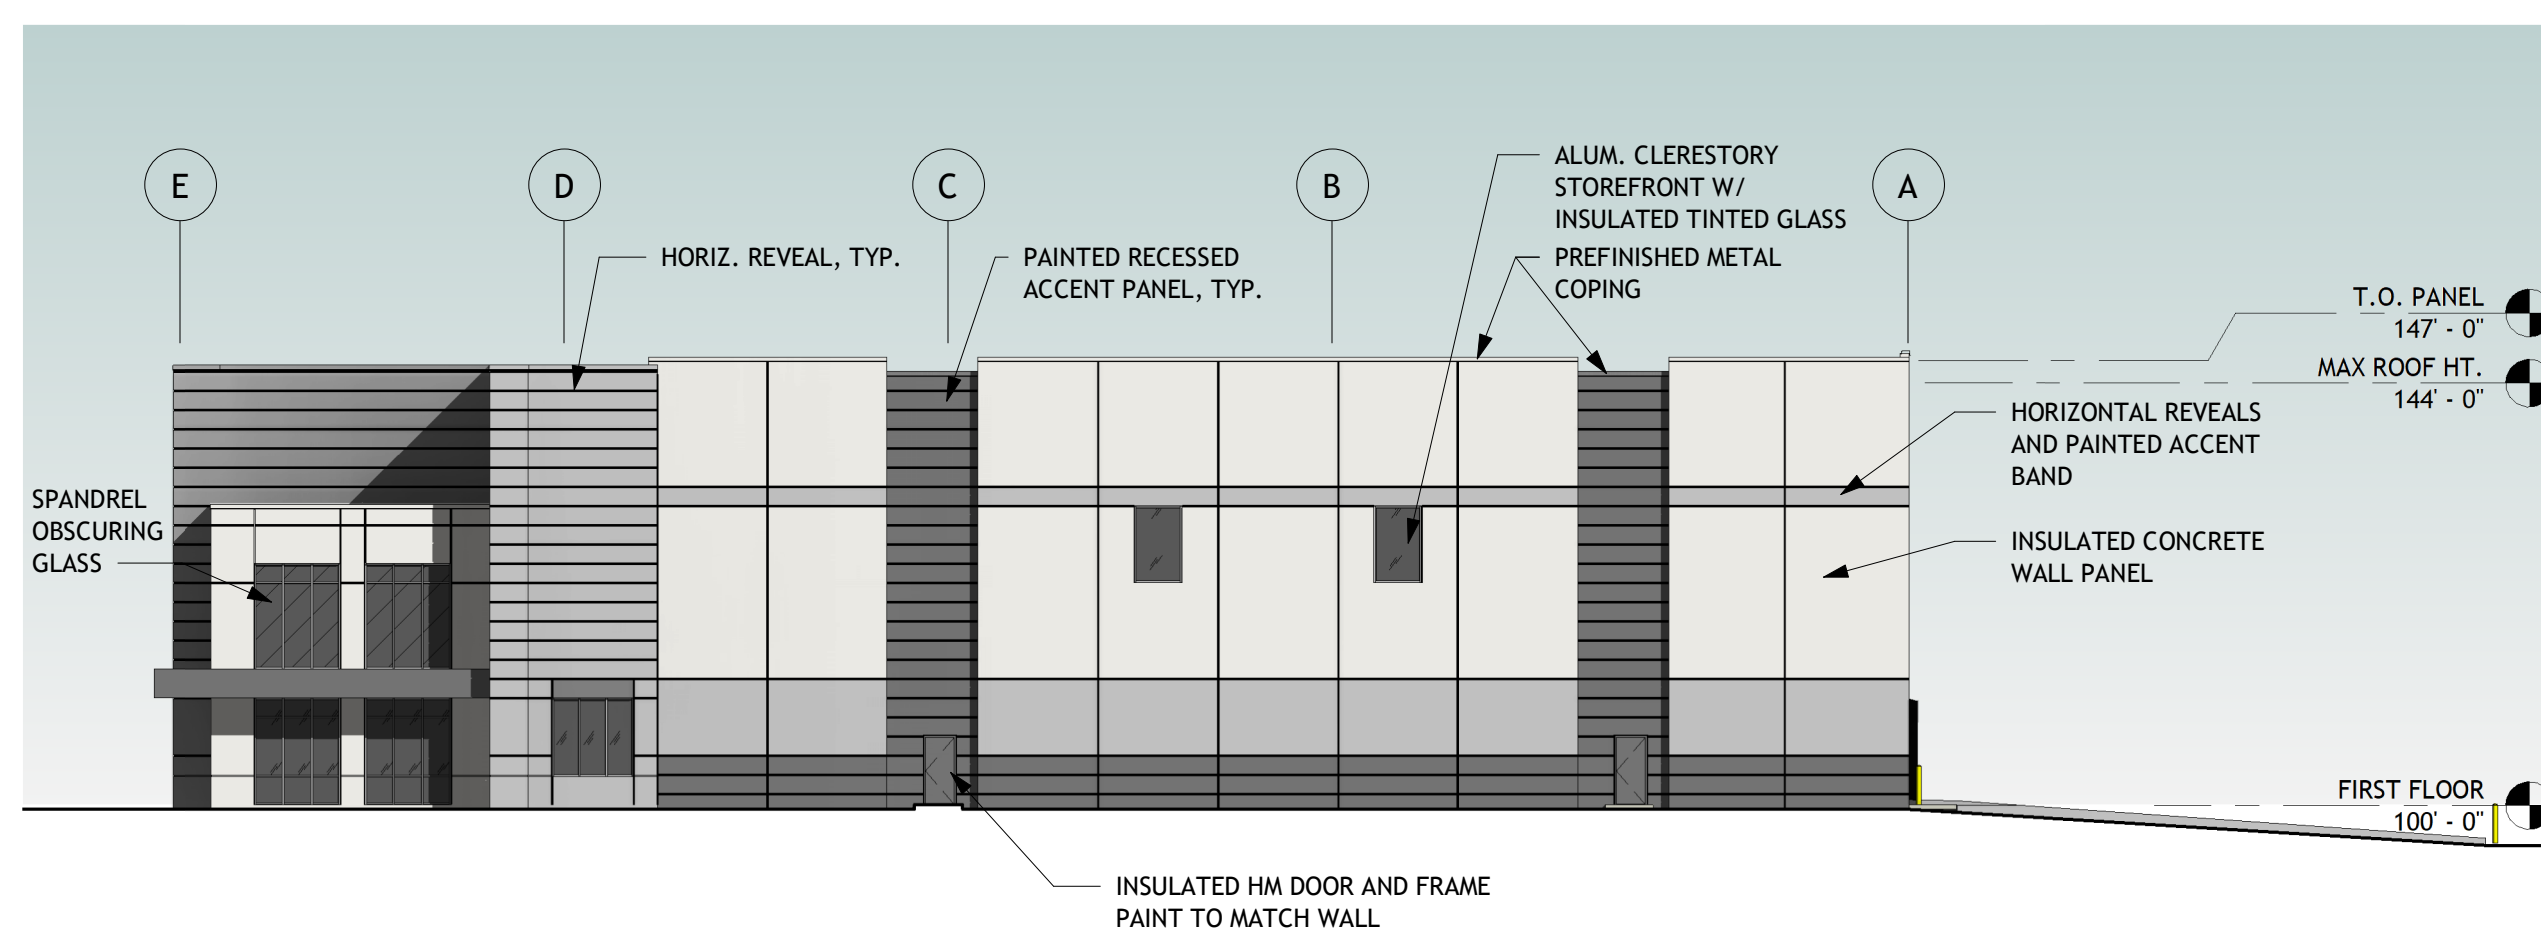 E
D
C
B
A
ALUM. CLERESTORY
STOREFRONT W/
INSULATED TINTED GLASS
HORIZ. REVEAL, TYP.
PAINTED RECESSED
ACCENT PANEL, TYP.
PREFINISHED METAL
COPING
T.O. PANEL
147' - 0"
MAX ROOF HT.
144' - 0"
HORIZONTAL REVEALS
AND PAINTED ACCENT
BAND
SPANDREL
OBSCURING
GLASS
INSULATED CONCRETE
WALL PANEL
FIRST FLOOR
100' - 0"
INSULATED HM DOOR AND FRAME
PAINT TO MATCH WALL